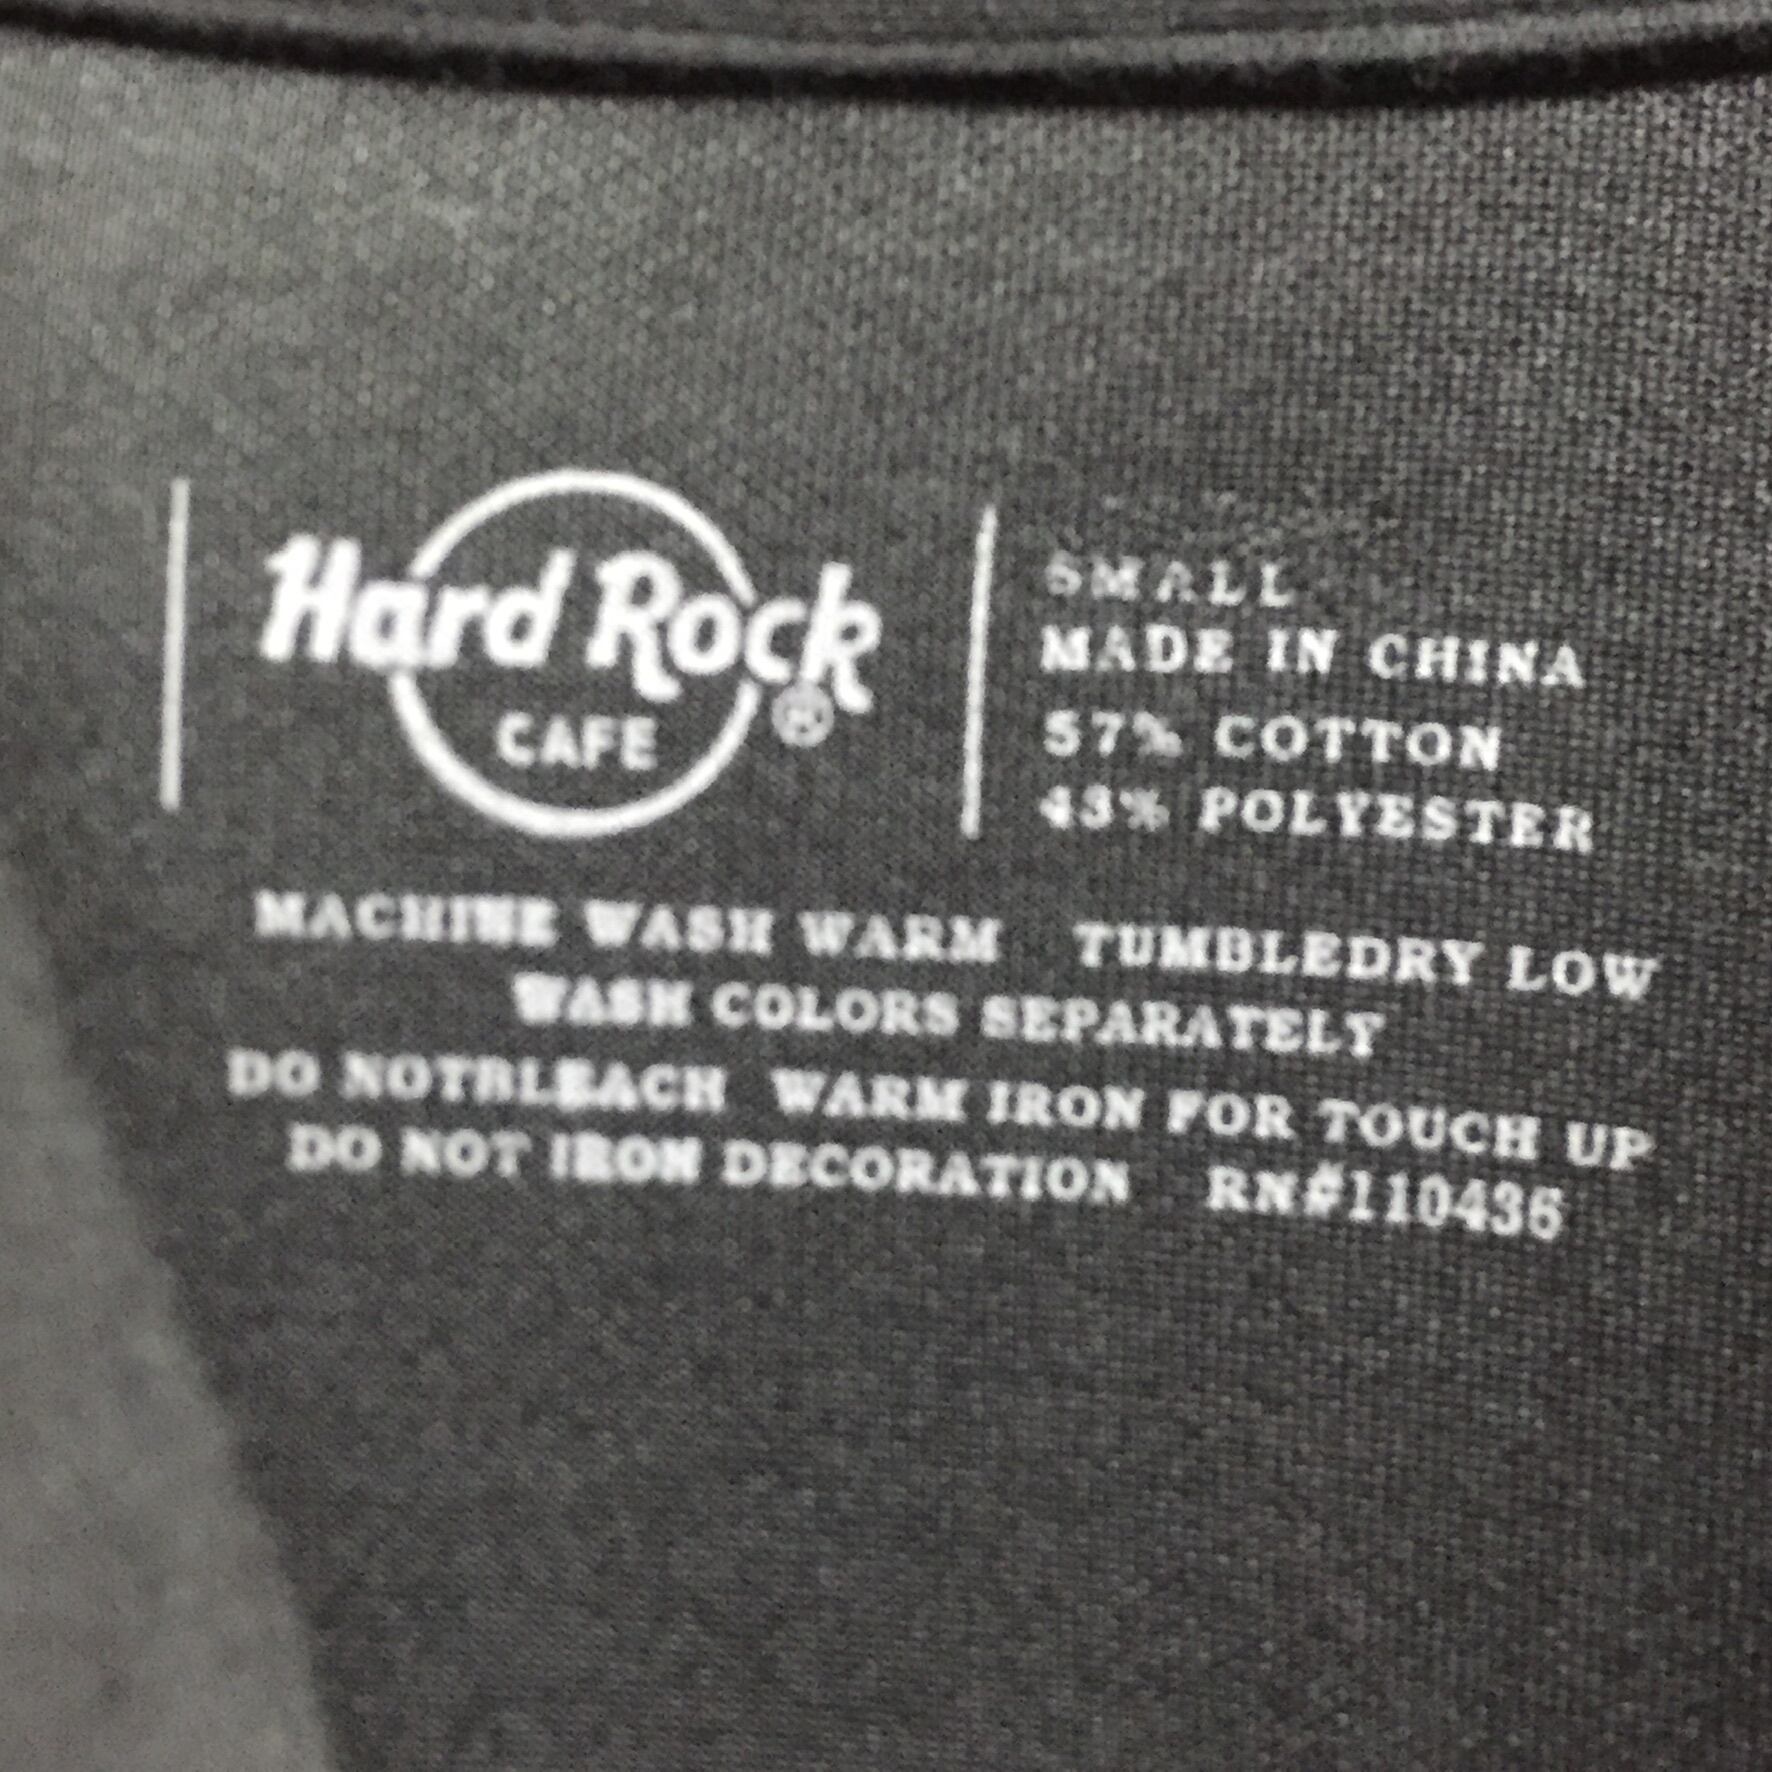 Hard Rock
CAFE
®
SMALL
MADE IN CHINA
57% COTTON
43% POLYESTER
MACHINE WASH WARM TUMBLEDRY LOW
WASH COLORS SEPARATELY
DO NOTBLEACH WARM IRON FOR TOUCH UP
DO NOT IRON DECORATION RN#110436